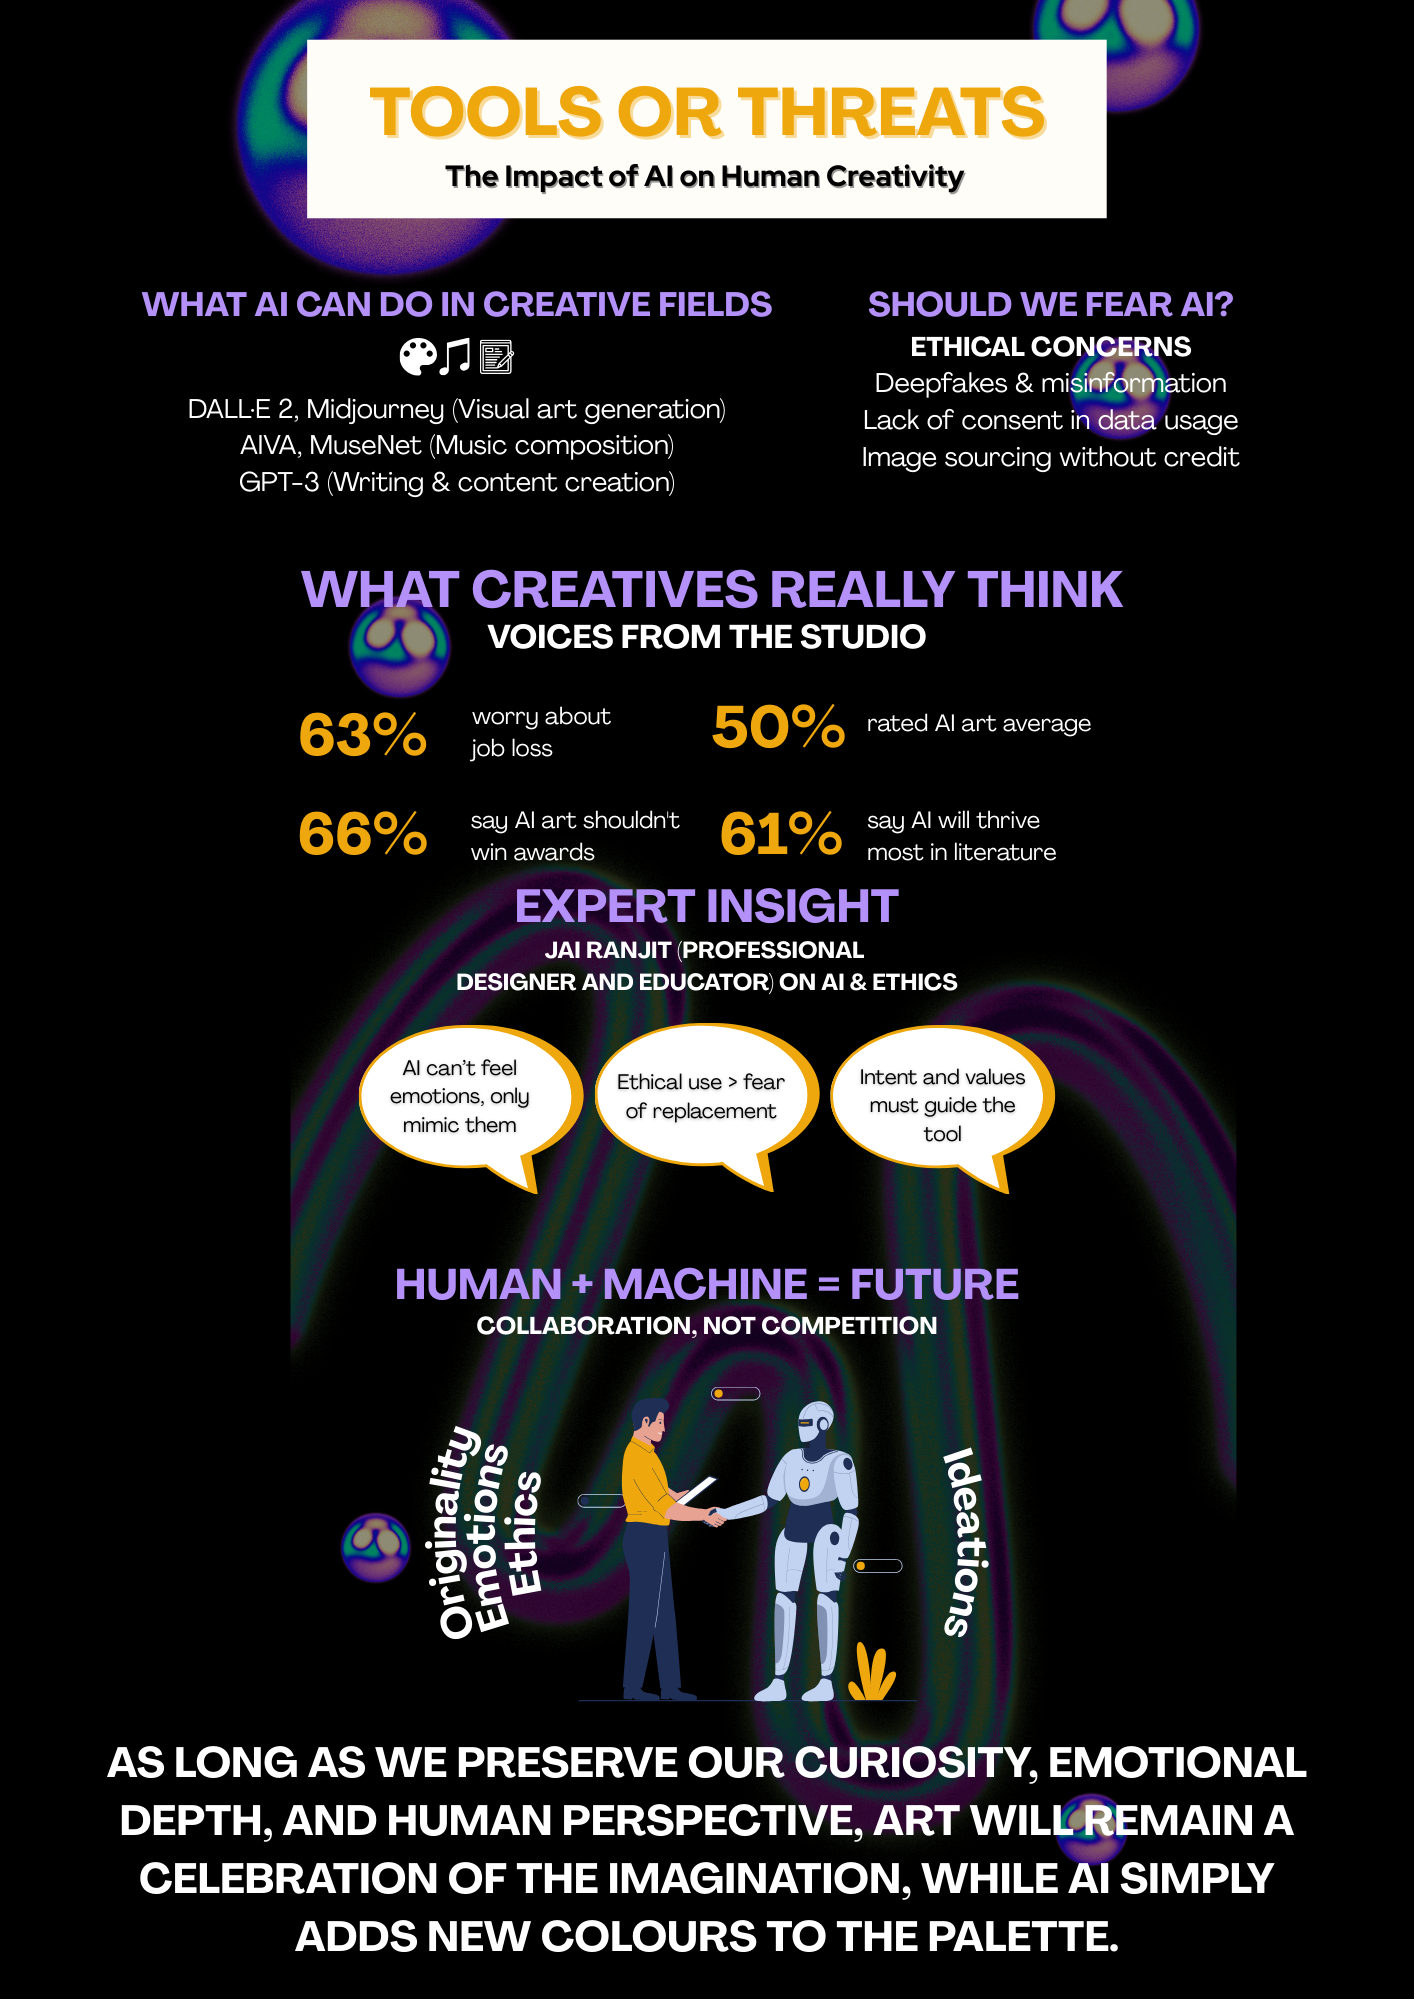 TOOLS OR THREATS
The Impact of AI on Human Creativity
WHAT AI CAN DO IN CREATIVE FIELDS
DALL·E 2, Midjourney (Visual art generation)
AIVA, MuseNet (Music composition)
GPT-3 (Writing & content creation)
SHOULD WE FEAR AI?
ETHICAL CONCERNS
Deepfakes & misinformation
Lack of consent in data usage
Image sourcing without credit
WHAT CREATIVES REALLY THINK
VOICES FROM THE STUDIO
63%
worry about
job loss
50%
rated AI art average
66%
say AI art shouldn't
win awards
61%
say AI will thrive
most in literature
EXPERT INSIGHT
JAI RANJIT (PROFESSIONAL
DESIGNER AND EDUCATOR) ON AI & ETHICS
AI can’t feel
emotions, only
mimic them
Ethical use > fear
of replacement
Intent and values
must guide the
tool
HUMAN + MACHINE = FUTURE
COLLABORATION, NOT COMPETITION
Originality
Emotions
Ethics
Ideations
AS LONG AS WE PRESERVE OUR CURIOSITY, EMOTIONAL
DEPTH, AND HUMAN PERSPECTIVE, ART WILL REMAIN A
CELEBRATION OF THE IMAGINATION, WHILE AI SIMPLY
ADDS NEW COLOURS TO THE PALETTE.